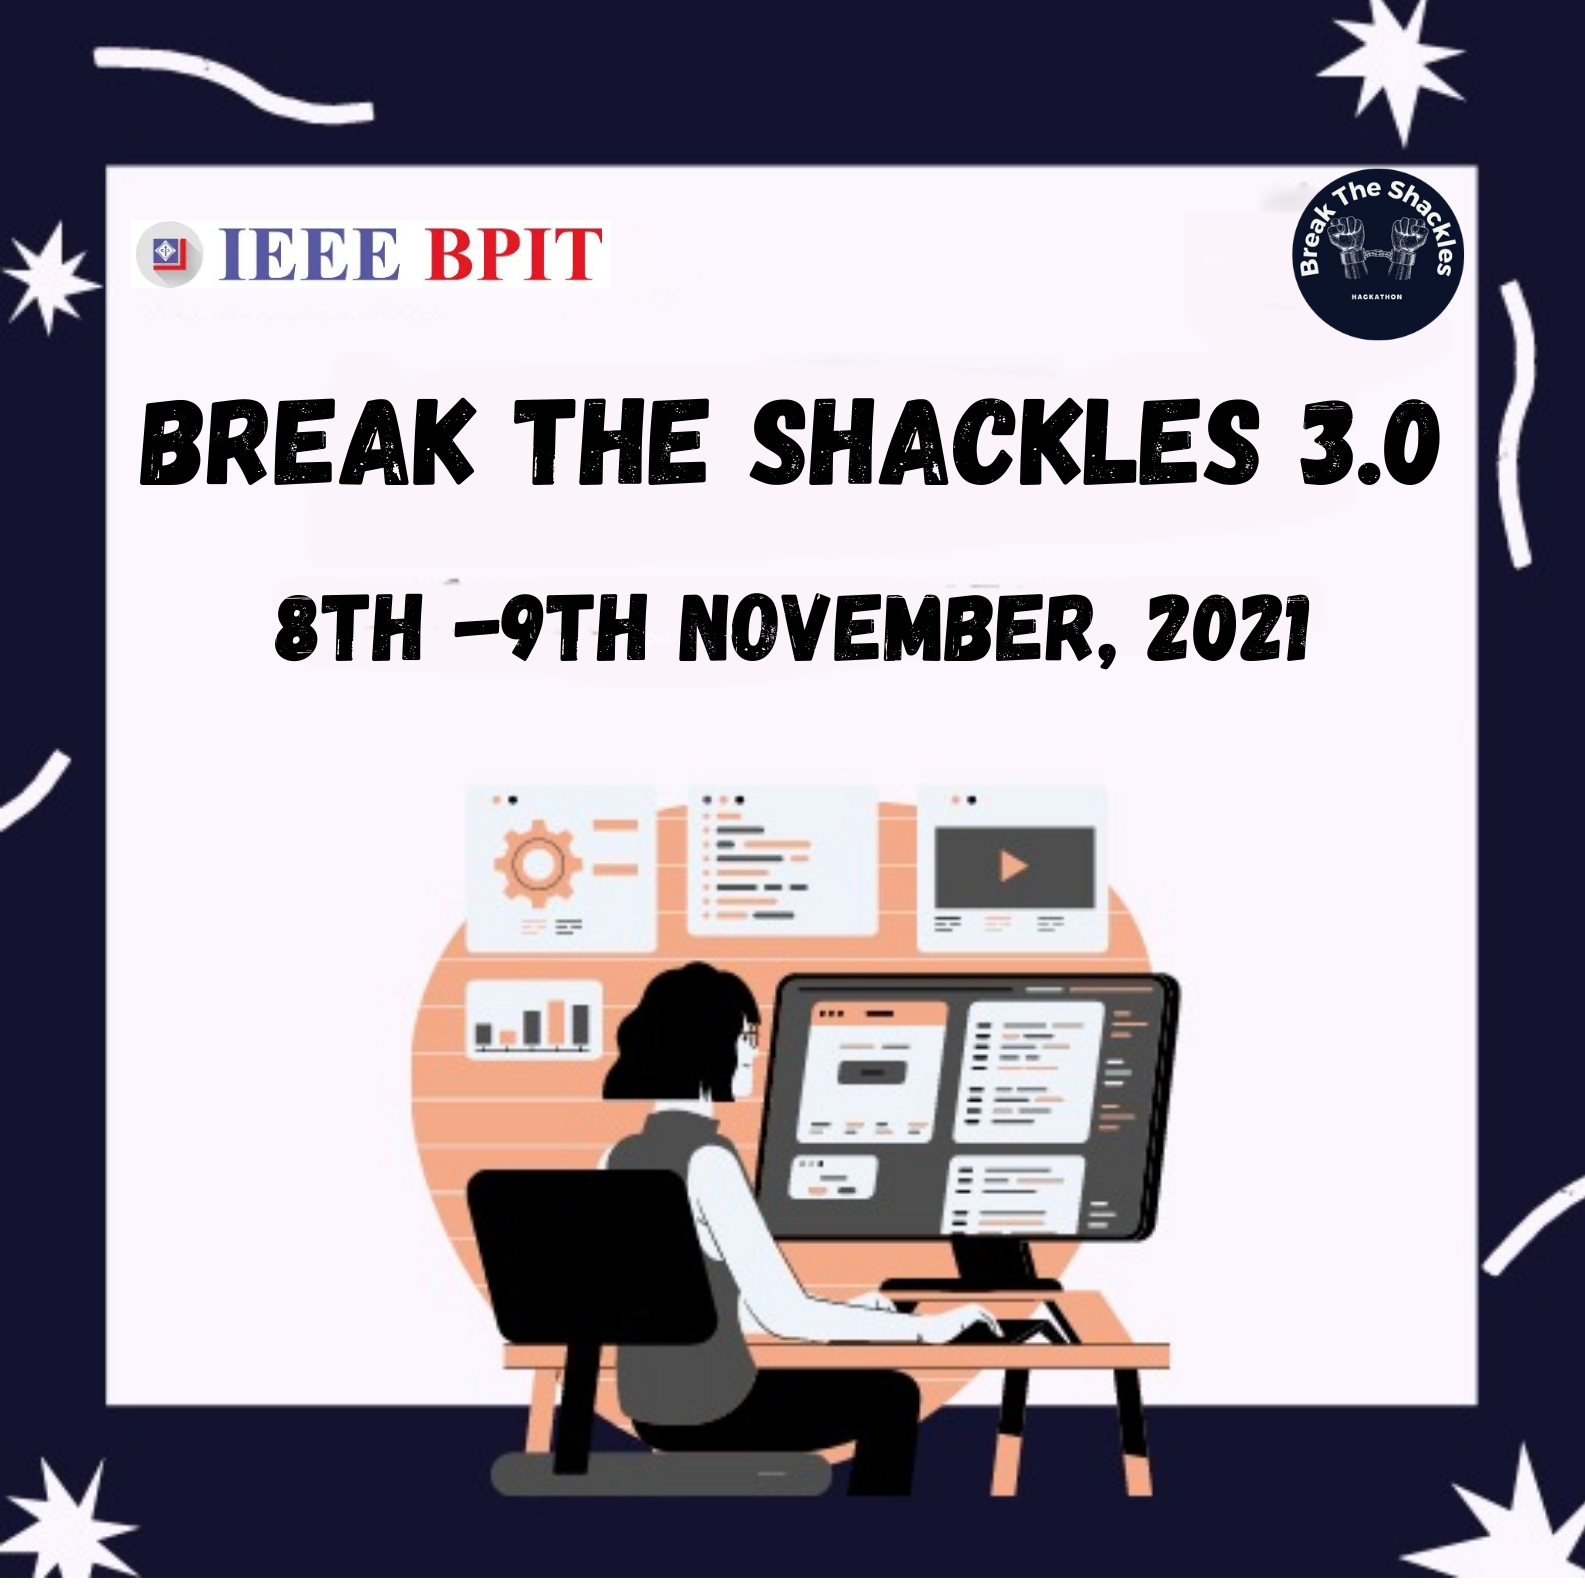 IEEE BPIT
Break The Shackles
HACKATHON
BREAK THE SHACKLES 3.0
8TH –9TH NOVEMBER, 2021